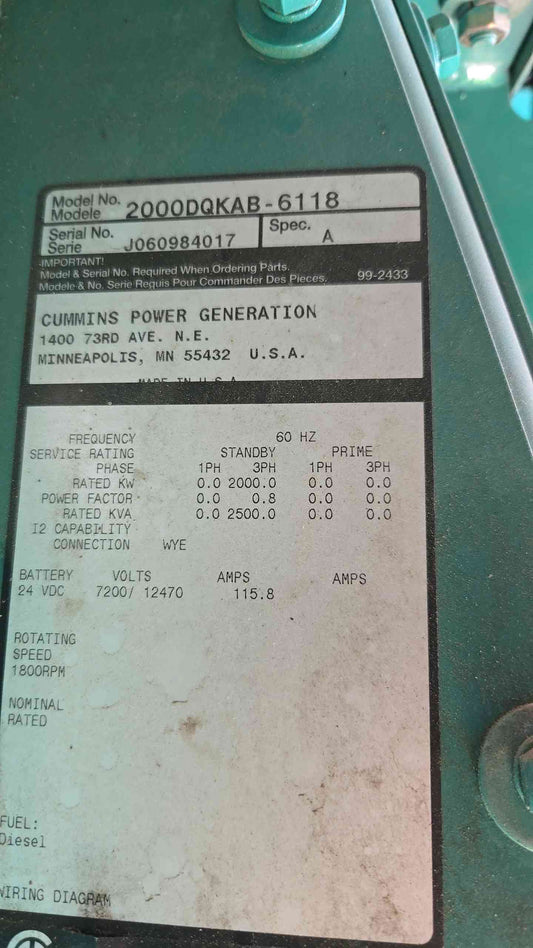 Model No. 2000DQKAB-6118
Modele
Serial No. J060984017 Spec. A
Serie
IMPORTANT!
Model & Serial No. Required When Ordering Parts.
Modele & No. Serie Requis Pour Commander Des Pieces. 99-2433
CUMMINS POWER GENERATION
1400 73RD AVE. N.E.
MINNEAPOLIS, MN 55432 U.S.A.
MADE IN U.S.A.
FREQUENCY 60 HZ
SERVICE RATING STANDBY PRIME
PHASE 1PH 3PH 1PH 3PH
RATED KW 0.0 2000.0 0.0 0.0
POWER FACTOR 0.0 0.8 0.0 0.0
RATED KVA 0.0 2500.0 0.0 0.0
I2 CAPABILITY
CONNECTION WYE
BATTERY VOLTS AMPS AMPS
24 VDC 7200/ 12470 115.8
ROTATING
SPEED
1800RPM
NOMINAL
RATED
FUEL:
Diesel
WIRING DIAGRAM